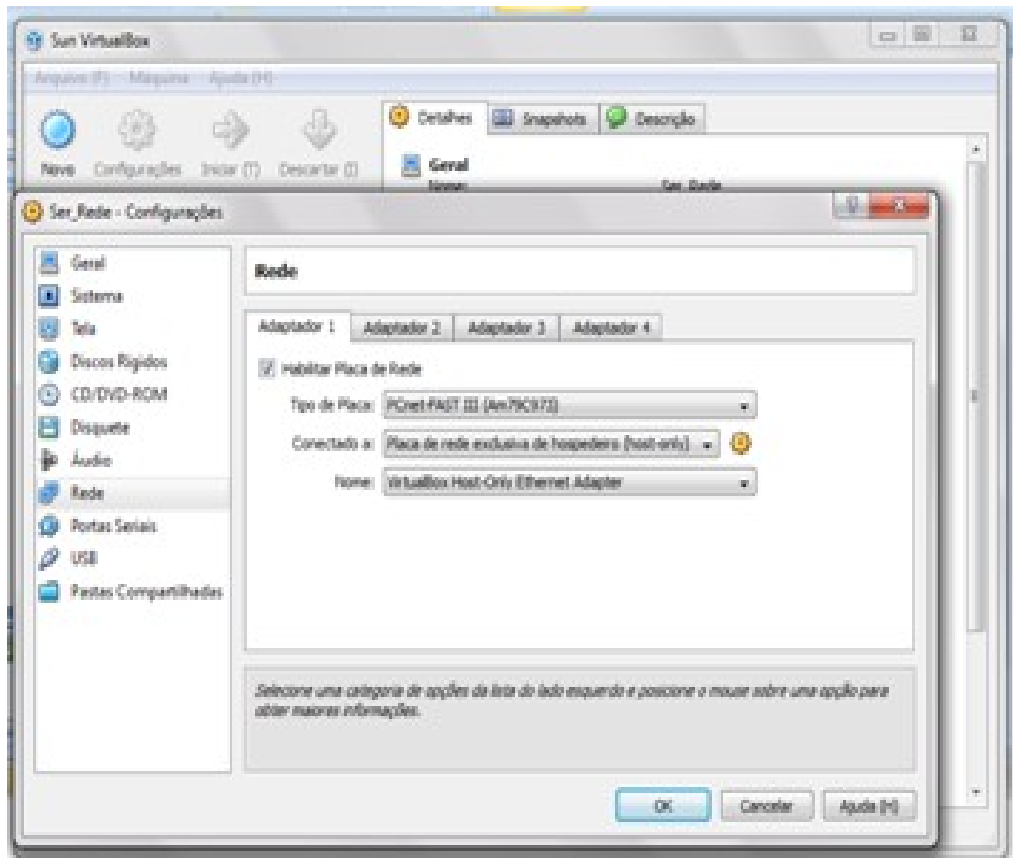 Sun VirtualBox
Arquivo (F) Máquina Ajuda (H)
Novo Configurações Iniciar (T) Descartar (I)
Detalhes Snapshots Descrição
Geral
Nome: Ser_Rede
Ser_Rede - Configurações
Geral
Sistema
Tela
Discos Rígidos
CD/DVD-ROM
Disquete
Áudio
Rede
Portas Seriais
USB
Pastas Compartilhadas
Rede
Adaptador 1 Adaptador 2 Adaptador 3 Adaptador 4
Habilitar Placa de Rede
Tipo de Placa: PCnet-FAST III (Am79C973)
Conectado a: Placa de rede exclusiva de hospedeiro (host-only)
Nome: VirtualBox Host-Only Ethernet Adapter
Selecione uma categoria de opções da lista do lado esquerdo e posicione o mouse sobre uma opção para
obter maiores informações.
OK Cancelar Ajuda (H)